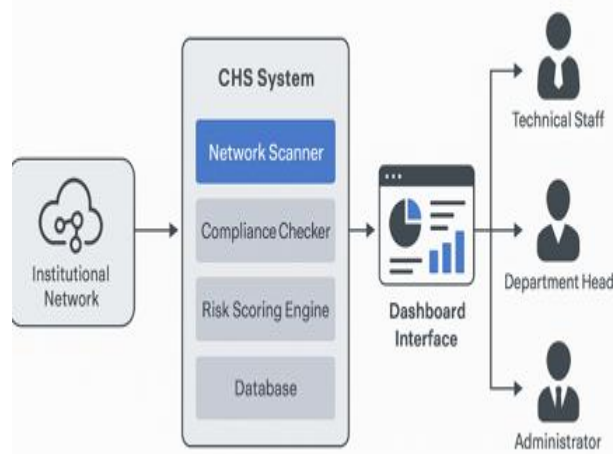 Institutional
Network
CHS System
Network Scanner
Compliance Checker
Risk Scoring Engine
Database
Dashboard
Interface
Technical Staff
Department Head
Administrator